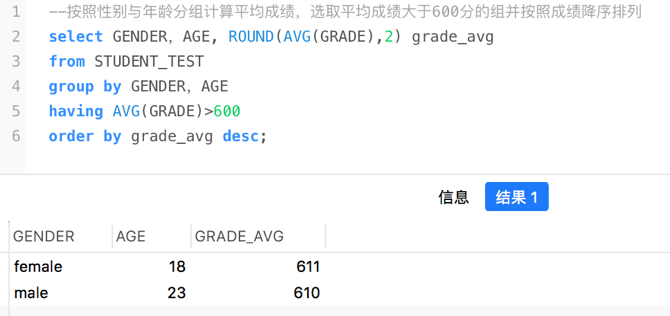 1 --按照性别与年龄分组计算平均成绩，选取平均成绩大于600分的组并按照成绩降序排列
2 select GENDER，AGE, ROUND(AVG(GRADE),2) grade_avg
3 from STUDENT_TEST
4 group by GENDER，AGE
5 having AVG(GRADE)>600
6 order by grade_avg desc;
信息 结果 1
GENDER AGE GRADE_AVG
female 18 611
male 23 610